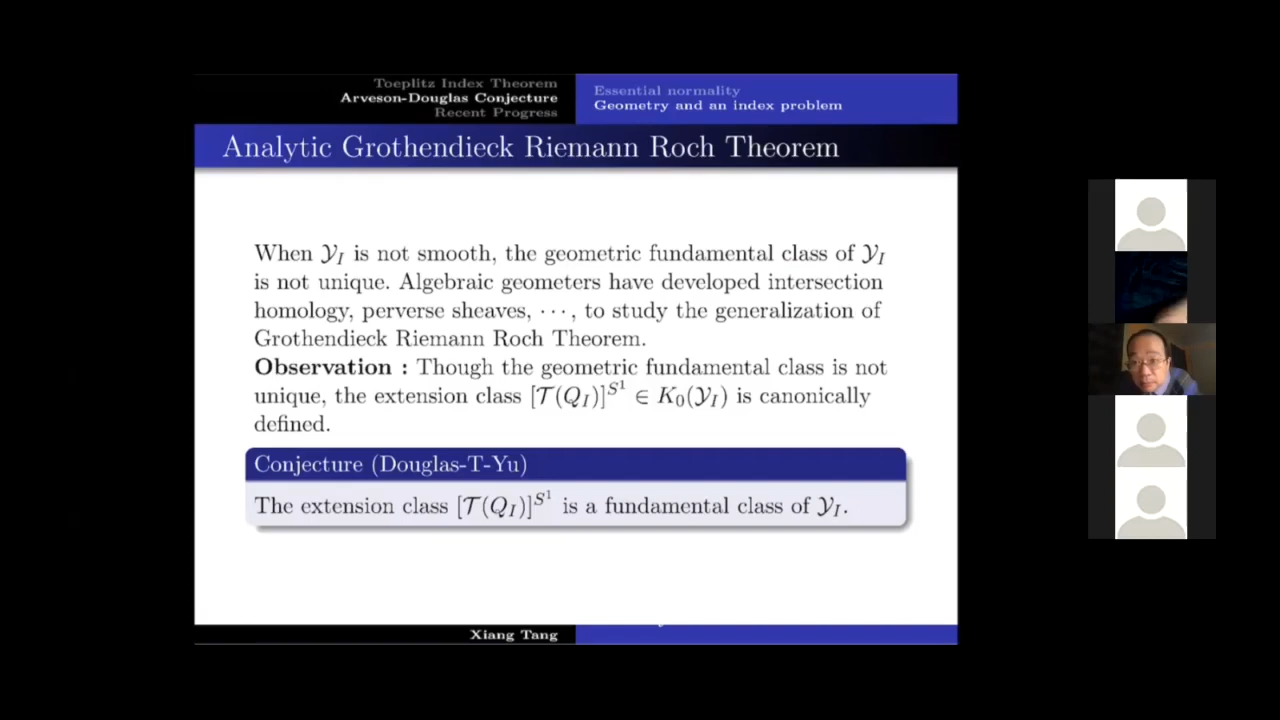 Toeplitz Index Theorem
Arveson-Douglas Conjecture
Recent Progress
Essential normality
Geometry and an index problem
Analytic Grothendieck Riemann Roch Theorem
When 𝒴_I is not smooth, the geometric fundamental class of 𝒴_I
is not unique. Algebraic geometers have developed intersection
homology, perverse sheaves, ⋯, to study the generalization of
Grothendieck Riemann Roch Theorem.
Observation : Though the geometric fundamental class is not
unique, the extension class [𝒯(Q_I)]^{S^1} ∈ K_0(𝒴_I) is canonically
defined.
Conjecture (Douglas-T-Yu)
The extension class [𝒯(Q_I)]^{S^1} is a fundamental class of 𝒴_I.
Xiang Tang